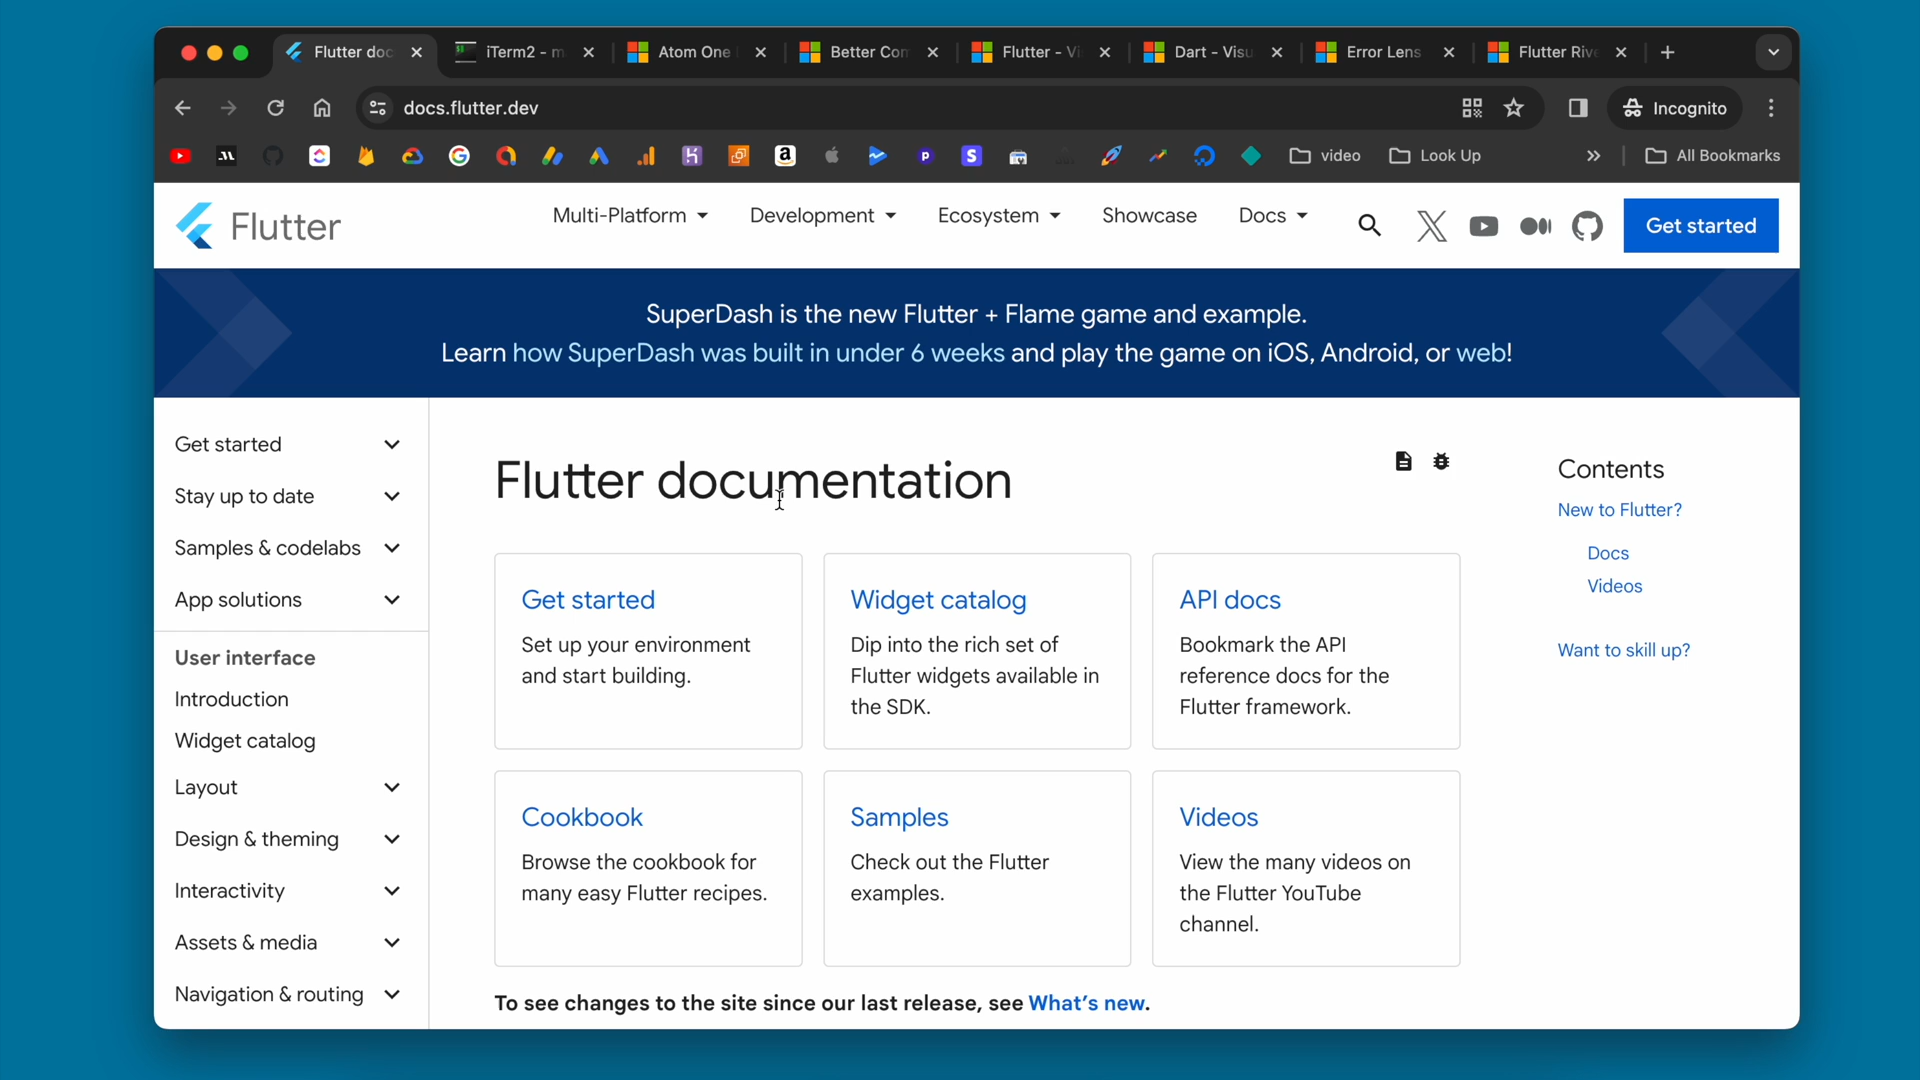 Flutter doc
iTerm2 - m
Atom One
Better Com
Flutter - Vi
Dart - Visu
Error Lens
Flutter Rive
docs.flutter.dev
Incognito
video
Look Up
All Bookmarks
Flutter
Multi-Platform
Development
Ecosystem
Showcase
Docs
Get started
SuperDash is the new Flutter + Flame game and example.
Learn how SuperDash was built in under 6 weeks and play the game on iOS, Android, or web!
Get started
Stay up to date
Samples & codelabs
App solutions
User interface
Introduction
Widget catalog
Layout
Design & theming
Interactivity
Assets & media
Navigation & routing
Flutter documentation
Get started
Set up your environment
and start building.
Widget catalog
Dip into the rich set of
Flutter widgets available in
the SDK.
API docs
Bookmark the API
reference docs for the
Flutter framework.
Cookbook
Browse the cookbook for
many easy Flutter recipes.
Samples
Check out the Flutter
examples.
Videos
View the many videos on
the Flutter YouTube
channel.
To see changes to the site since our last release, see What's new.
Contents
New to Flutter?
Docs
Videos
Want to skill up?